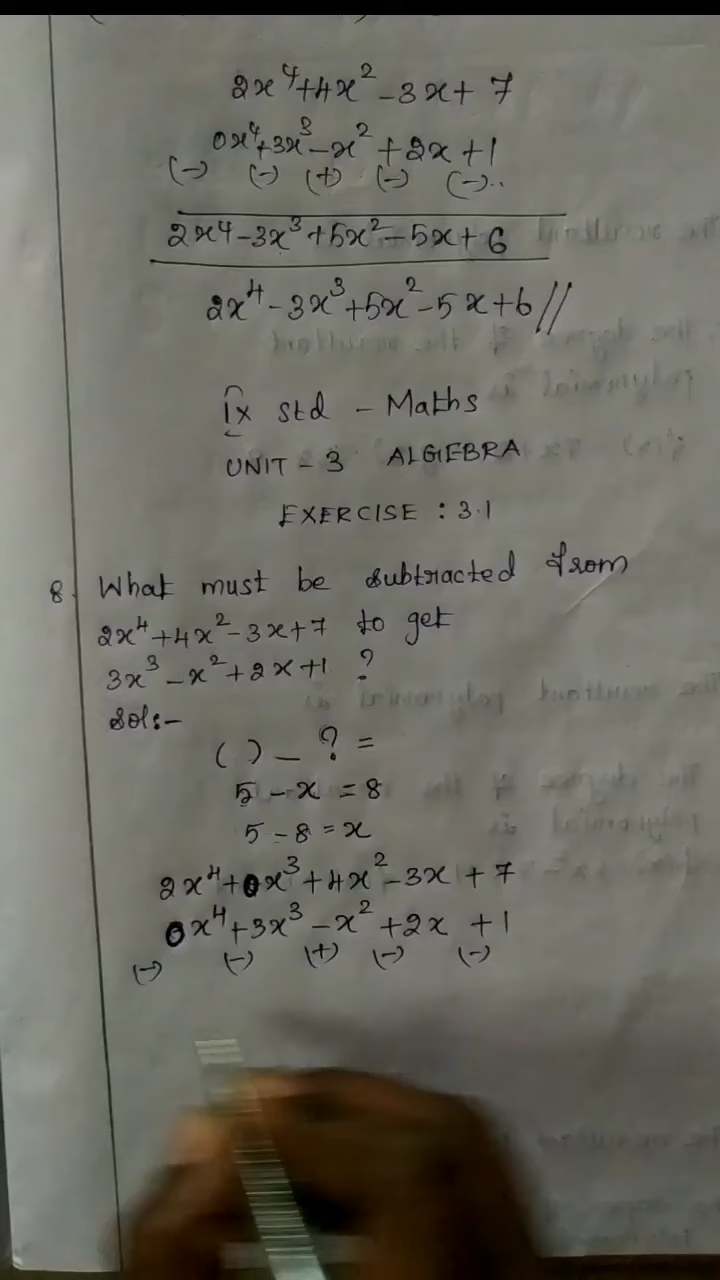 2x⁴+4x²-3x+7
0x⁴+3x³-x²+2x+1
(-) (-) (+) (-) (-)..
2x⁴-3x³+5x²-5x+6
2x⁴-3x³+5x²-5x+6//
IX std - Maths
UNIT - 3 ALGEBRA
EXERCISE : 3.1
8. What must be subtracted from
2x⁴+4x²-3x+7 to get
3x³-x²+2x+1 ?
Sol:-
( ) - ? =
5-x = 8
5-8 = x
2x⁴+0x³+4x²-3x+7
0x⁴+3x³-x²+2x+1
(-) (-) (+) (-) (-)